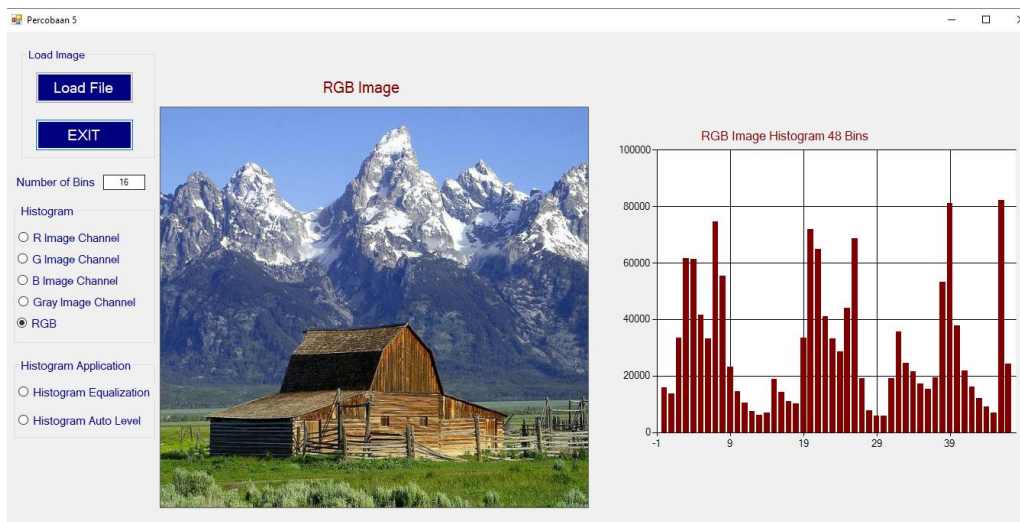 Percobaan 5
Load Image
Load File
EXIT
Number of Bins 16
Histogram
R Image Channel
G Image Channel
B Image Channel
Gray Image Channel
RGB
Histogram Application
Histogram Equalization
Histogram Auto Level
RGB Image
RGB Image Histogram 48 Bins
100000
80000
60000
40000
20000
0
-1 9 19 29 39